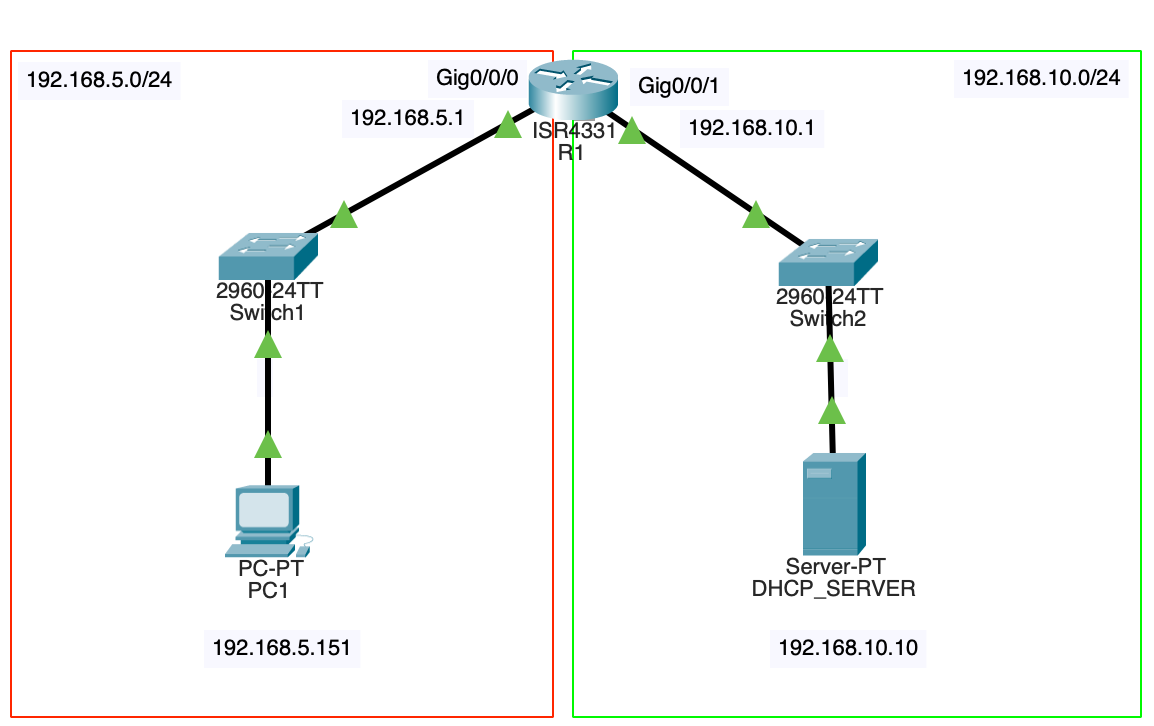 192.168.5.0/24
Gig0/0/0
Gig0/0/1
192.168.10.0/24
192.168.5.1
192.168.10.1
ISR4331
R1
2960-24TT
Switch1
2960-24TT
Switch2
PC-PT
PC1
Server-PT
DHCP_SERVER
192.168.5.151
192.168.10.10